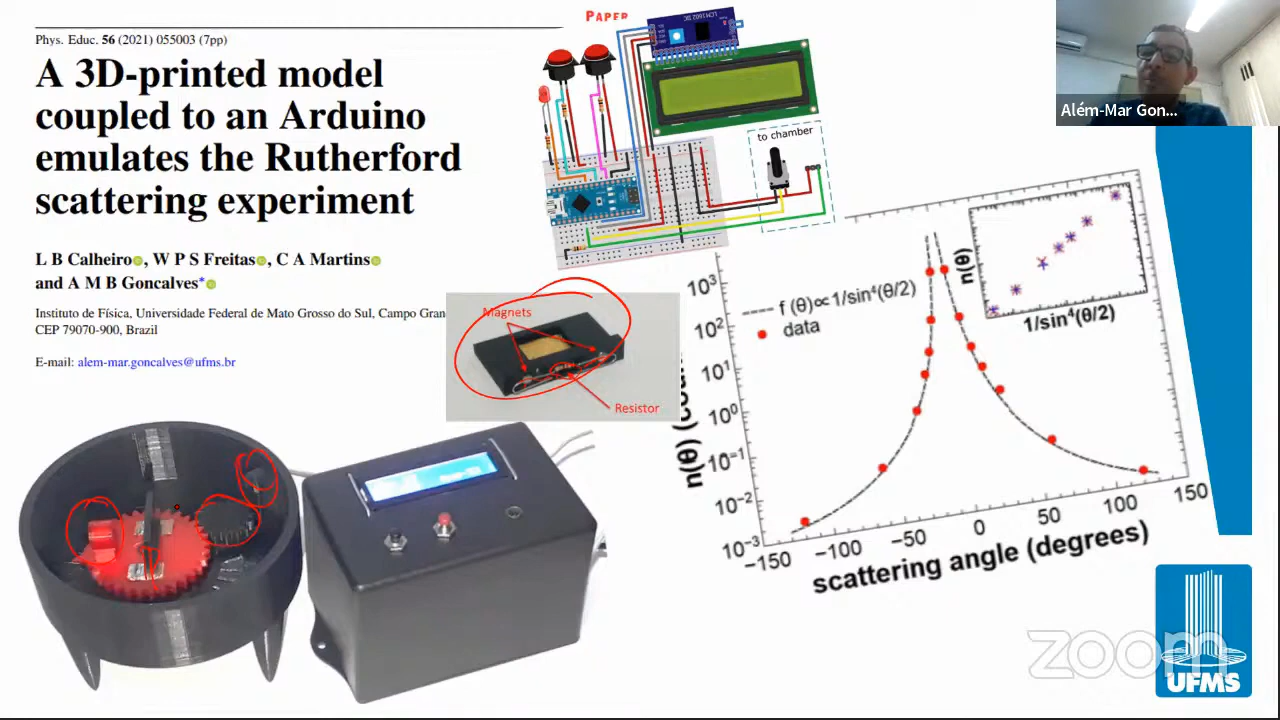 Phys. Educ. 56 (2021) 055003 (7pp)
A 3D-printed model
coupled to an Arduino
emulates the Rutherford
scattering experiment
L B Calheiro, W P S Freitas, C A Martins
and A M B Goncalves*
Instituto de Física, Universidade Federal de Mato Grosso do Sul, Campo Gran
CEP 79070-900, Brazil
E-mail: alem-mar.goncalves@ufms.br
PAPER
LCM1602 IIC
to chamber
Magnets
Resistor
n(θ) (coun
10³
10²
10¹
10⁰
10⁻¹
10⁻²
10⁻³
f (θ)∝1/sin⁴(θ/2)
data
n(θ)
1/sin⁴(θ/2)
−150
−100
−50
0
50
100
150
scattering angle (degrees)
Além-Mar Gon...
zoom
UFMS